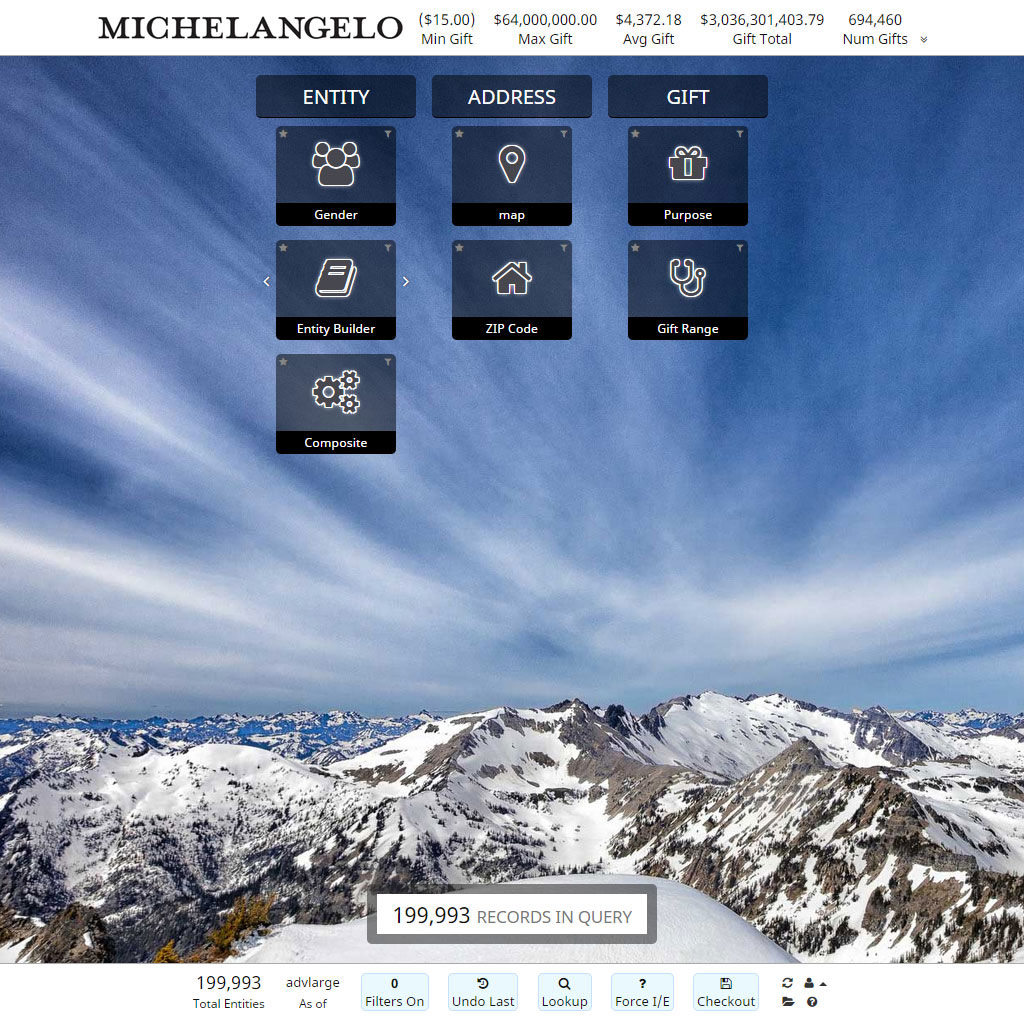 MICHELANGELO
($15.00) $64,000,000.00 $4,372.18 $3,036,301,403.79 694,460
Min Gift Max Gift Avg Gift Gift Total Num Gifts
ENTITY ADDRESS GIFT
Gender map Purpose
Entity Builder ZIP Code Gift Range
Composite
199,993 RECORDS IN QUERY
199,993 advlarge 0
Total Entities As of Filters On Undo Last Lookup Force I/E Checkout